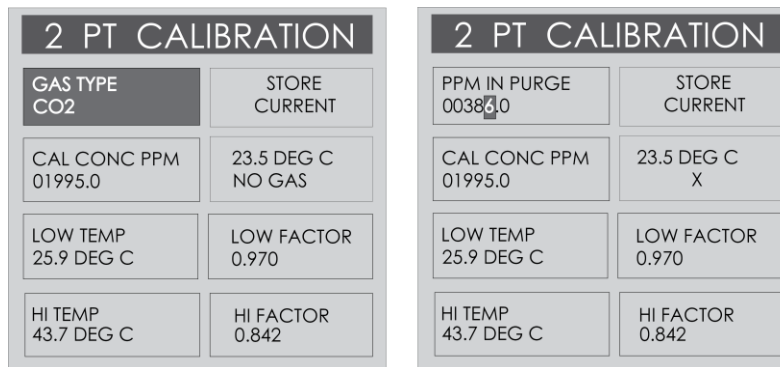 2 PT CALIBRATION
GAS TYPE
CO2
STORE
CURRENT
CAL CONC PPM
01995.0
23.5 DEG C
NO GAS
LOW TEMP
25.9 DEG C
LOW FACTOR
0.970
HI TEMP
43.7 DEG C
HI FACTOR
0.842
2 PT CALIBRATION
PPM IN PURGE
00386.0
STORE
CURRENT
CAL CONC PPM
01995.0
23.5 DEG C
X
LOW TEMP
25.9 DEG C
LOW FACTOR
0.970
HI TEMP
43.7 DEG C
HI FACTOR
0.842